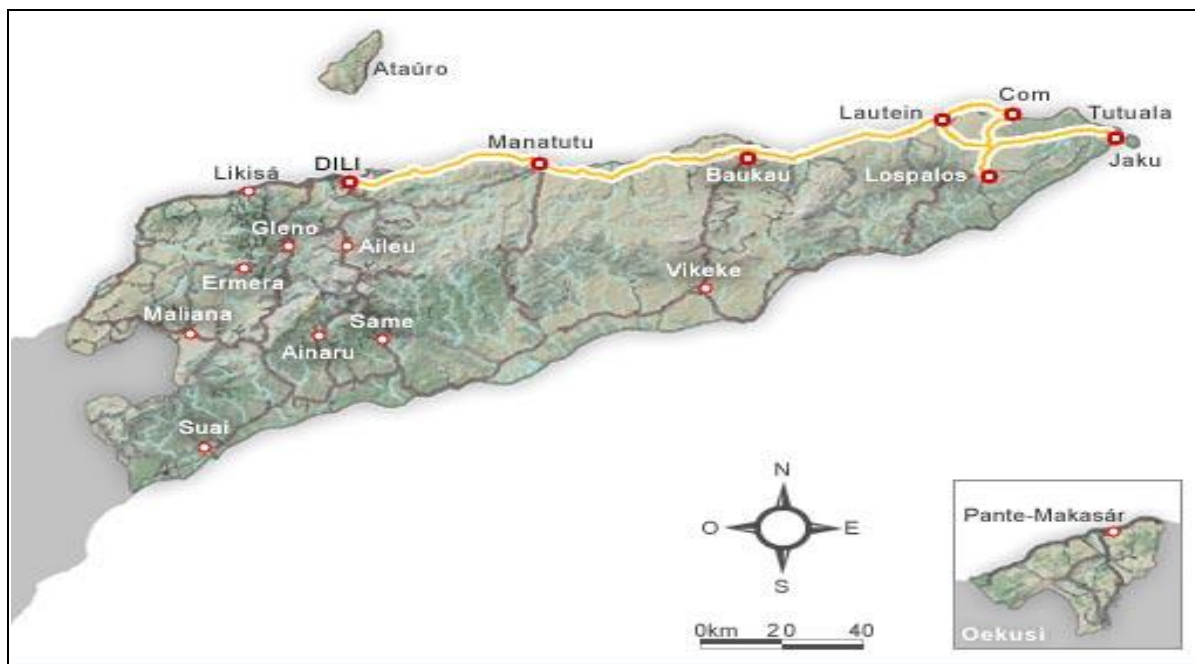 Ataúro
Com
Lautein
Tutuala
Manatutu
DILI
Baukau
Jaku
Likisá
Lospalos
Gleno
Aileu
Ermera
Vikeke
Maliana
Same
Ainaru
Suai
N
O
E
S
0km 20 40
Pante-Makasár
Oekusi